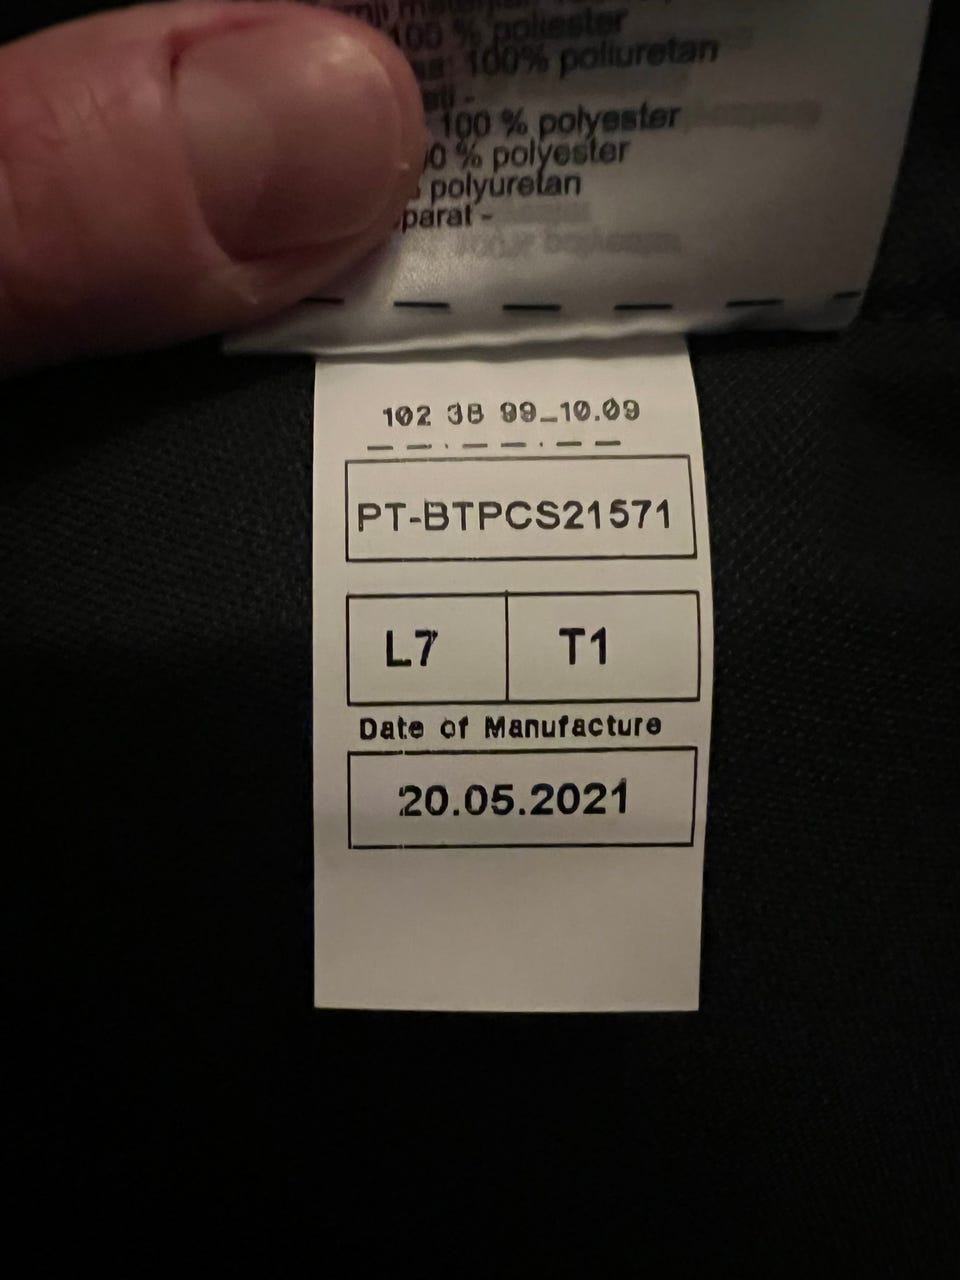 100 % poliester
100% poliuretan
100 % polyester
0 % polyester
polyuretan
parat -
102 38 99_10.09
PT-BTPCS21571
L7 T1
Date of Manufacture
20.05.2021